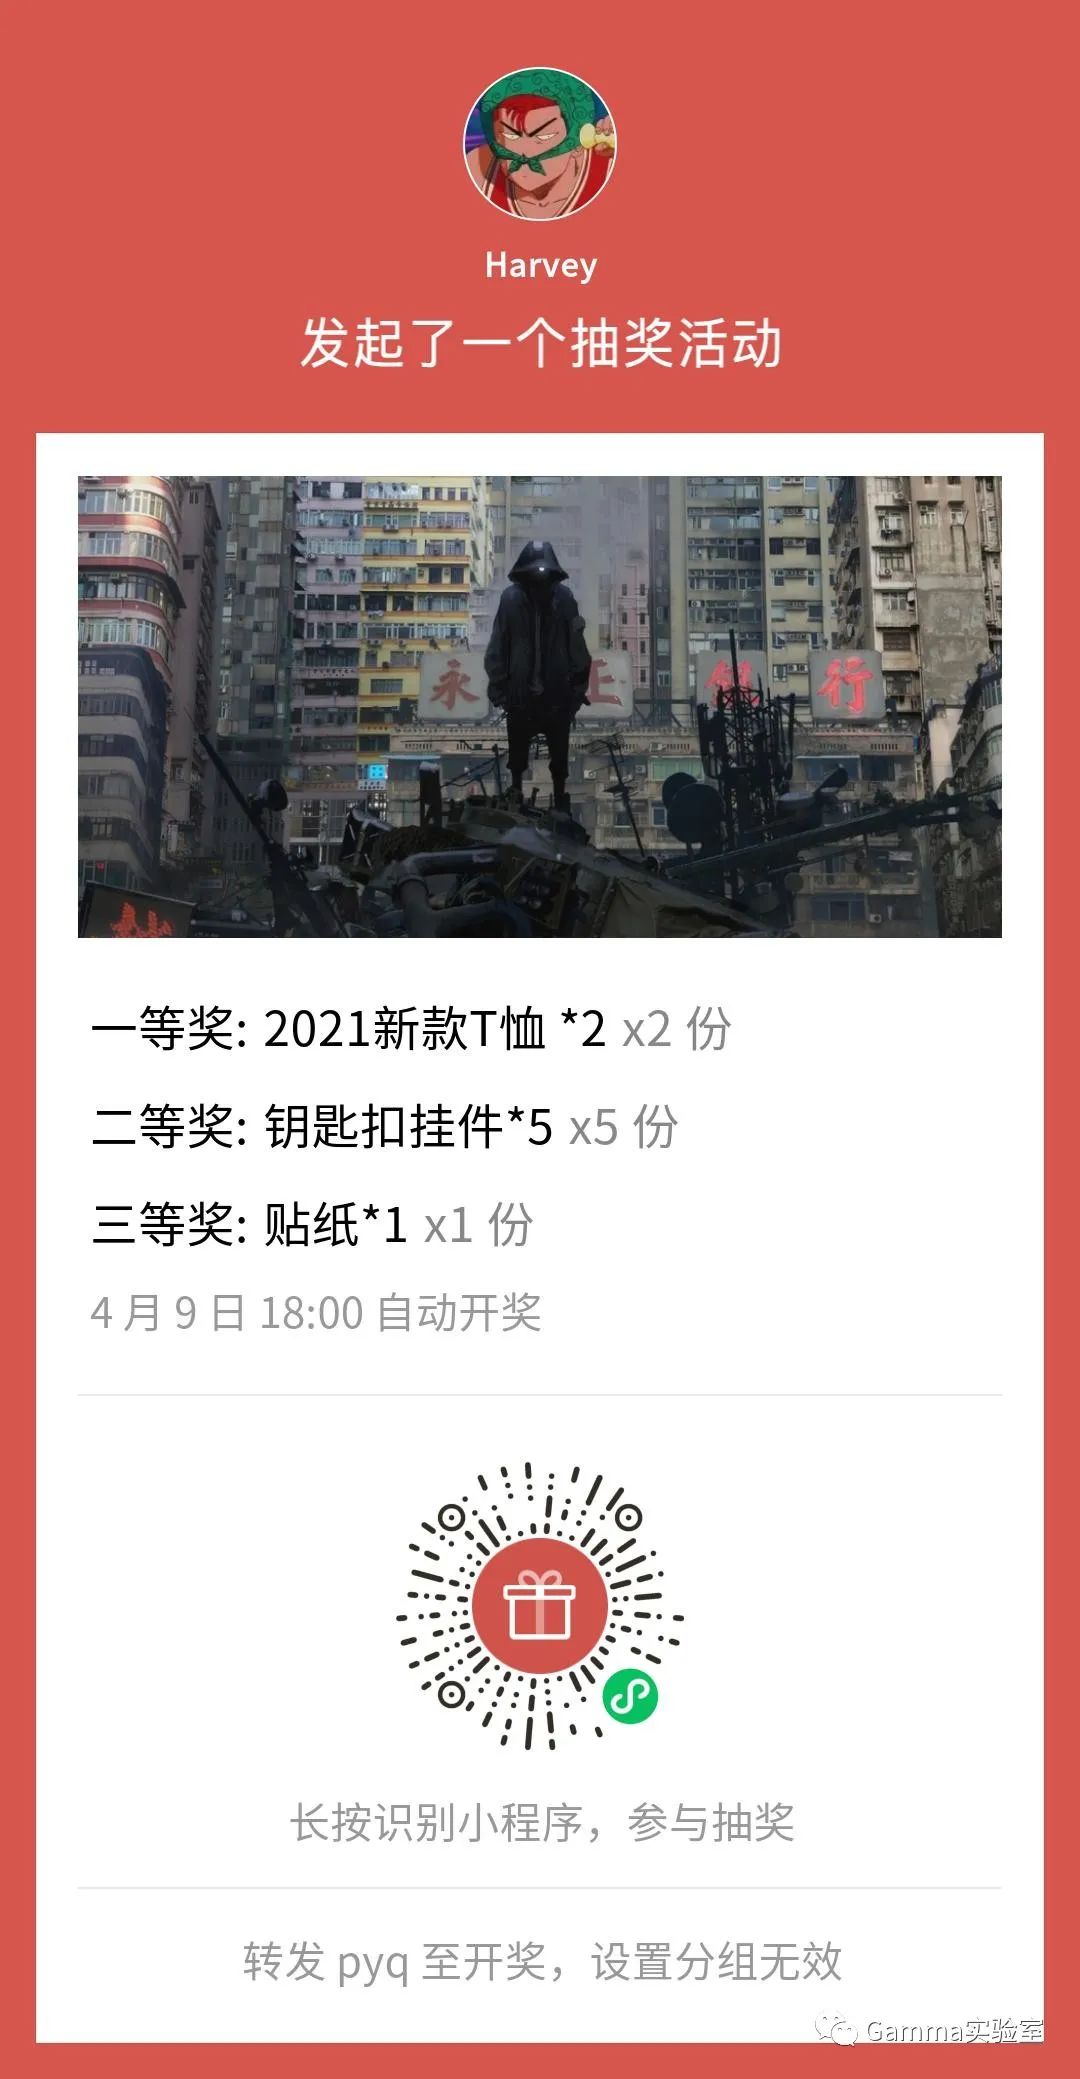 Harvey
发起了一个抽奖活动
永
正
銀
行
一等奖: 2021新款T恤 *2 x2 份
二等奖: 钥匙扣挂件*5 x5 份
三等奖: 贴纸*1 x1 份
4 月 9 日 18:00 自动开奖
长按识别小程序，参与抽奖
转发 pyq 至开奖，设置分组无效
Gamma实验室